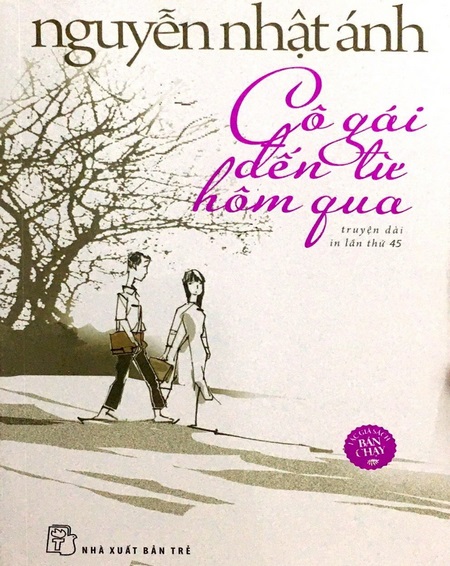 nguyễn nhật ánh
Cô gái
đến từ
hôm qua
truyện dài
in lần thứ 45
TÁC GIẢ SÁCH
BÁN
CHẠY
T
NHÀ XUẤT BẢN TRẺ